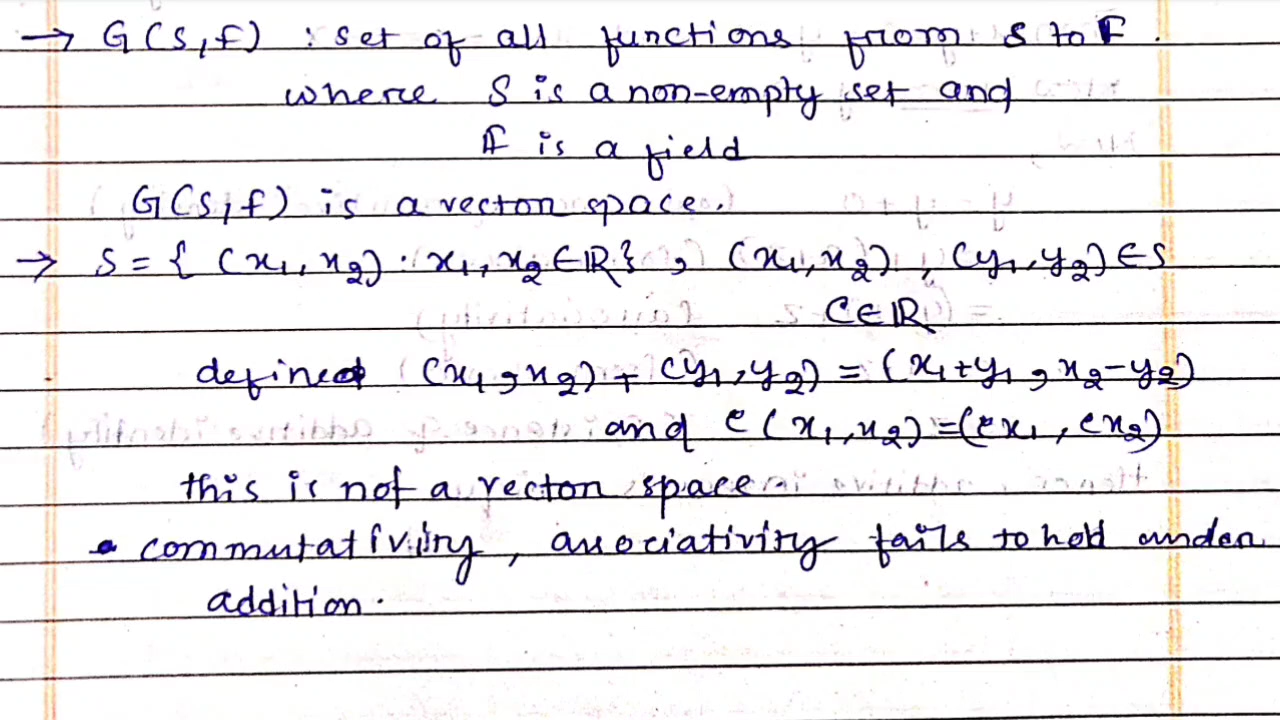 → G(S,f) : set of all functions from S to F.
where S is a non-empty set and
F is a field
G(S,f) is a vector space.
→ S = { (x₁, x₂) : x₁, x₂ ∈ ℝ } , (x₁, x₂) , (y₁, y₂) ∈ S
C ∈ ℝ
defined (x₁, x₂) + (y₁, y₂) = (x₁+y₁, x₂-y₂)
and c(x₁, x₂) = (cx₁, cx₂)
this is not a vector space
commutativity, associativity fails to hold under
addition.